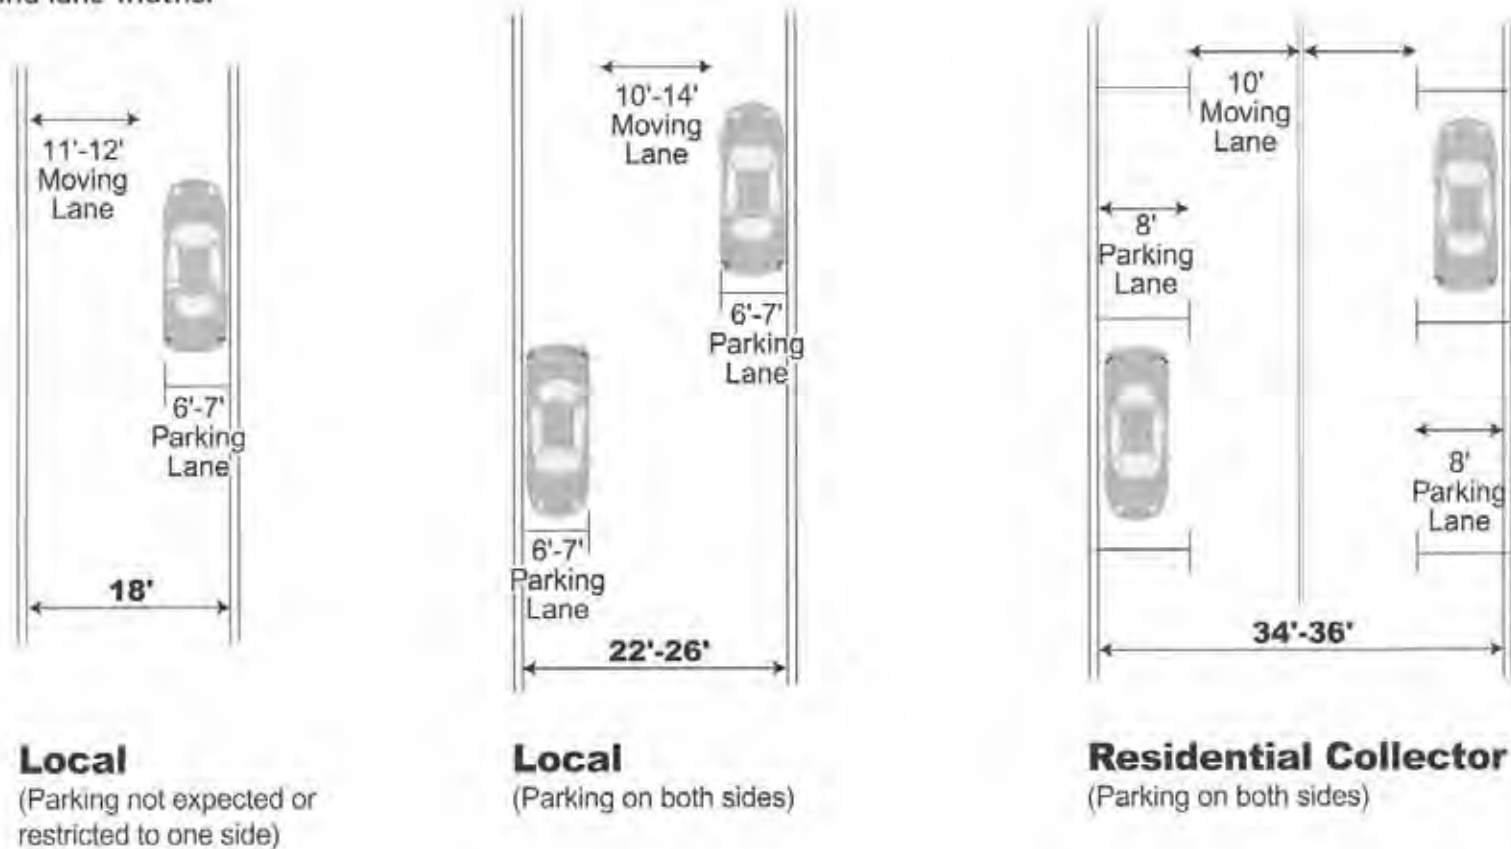 11'-12'
Moving
Lane
6'-7'
Parking
Lane
18'
Local
(Parking not expected or
restricted to one side)
10'-14'
Moving
Lane
6'-7'
Parking
Lane
6'-7'
Parking
Lane
22'-26'
Local
(Parking on both sides)
10'
Moving
Lane
8'
Parking
Lane
8'
Parking
Lane
34'-36'
Residential Collector
(Parking on both sides)